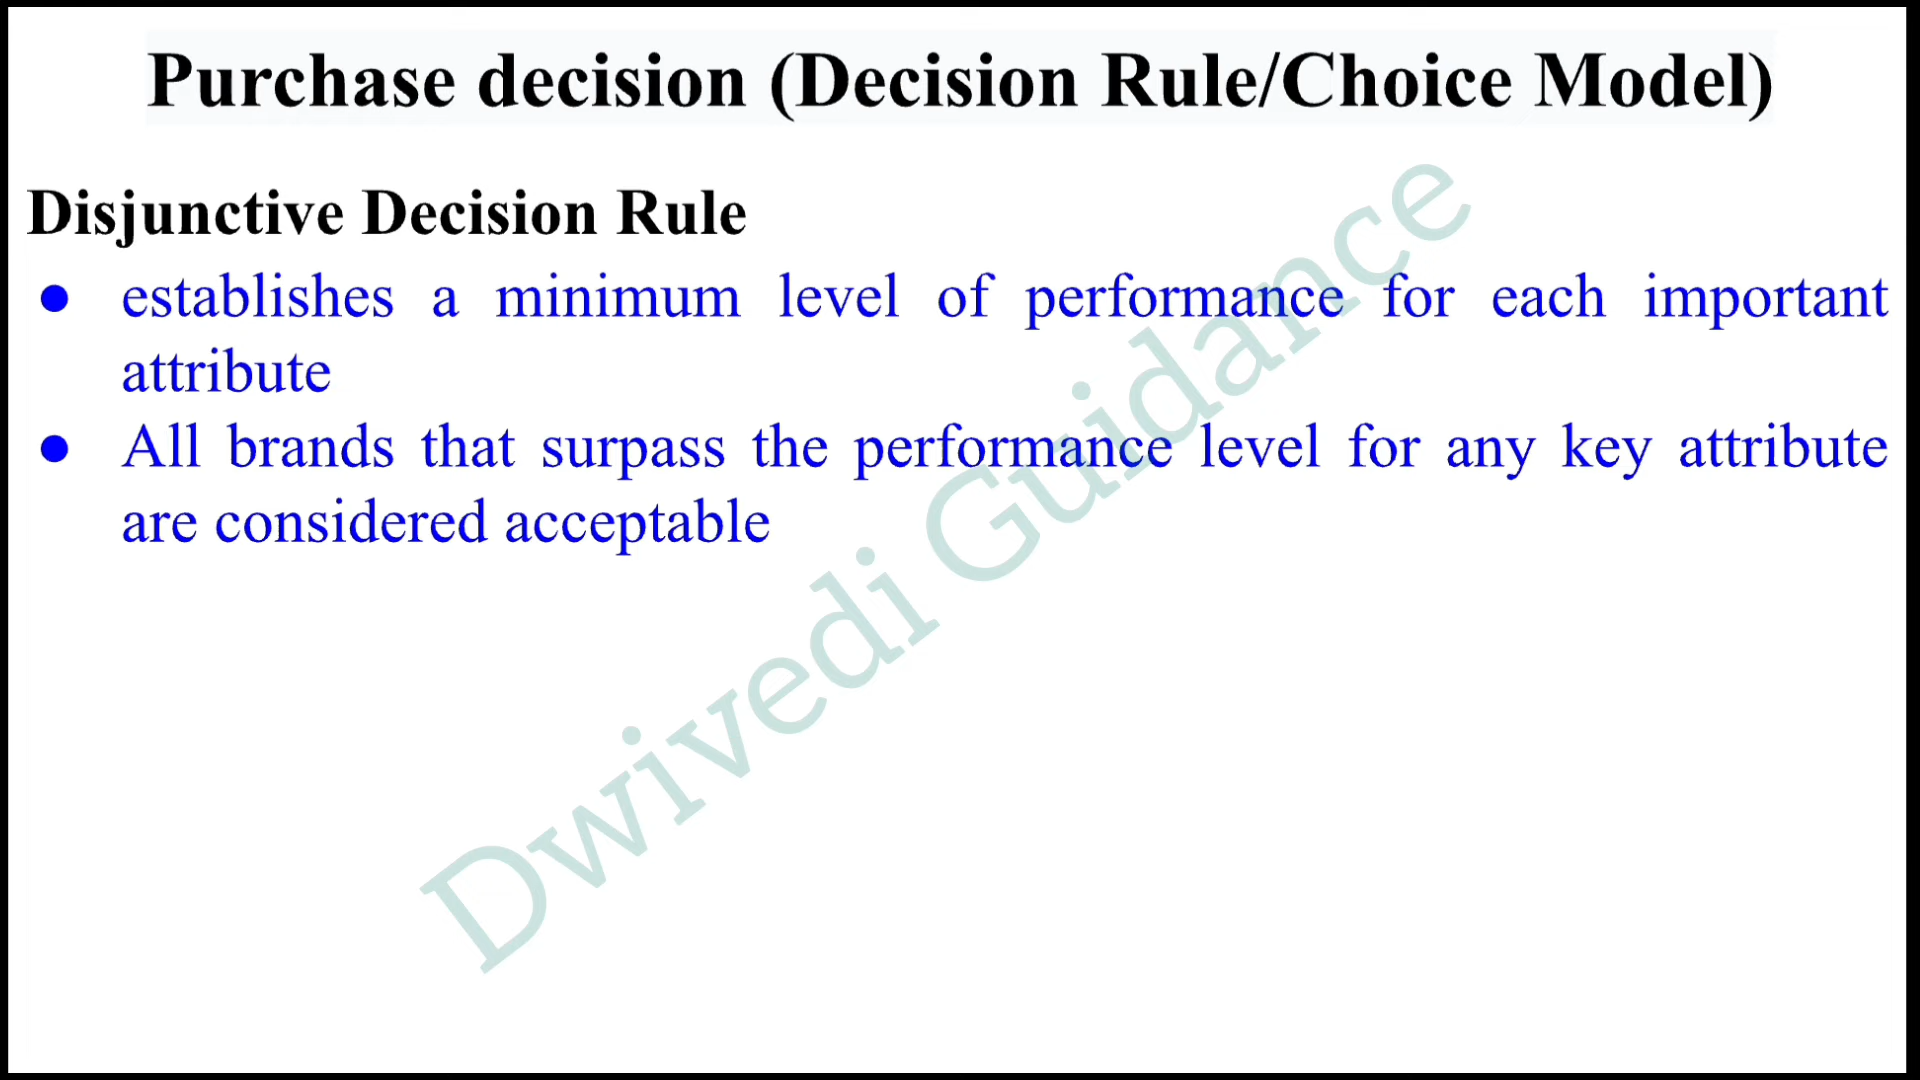 Purchase decision (Decision Rule/Choice Model)
Disjunctive Decision Rule
● establishes a minimum level of performance for each important
attribute
● All brands that surpass the performance level for any key attribute
are considered acceptable
Dwivedi Guidance